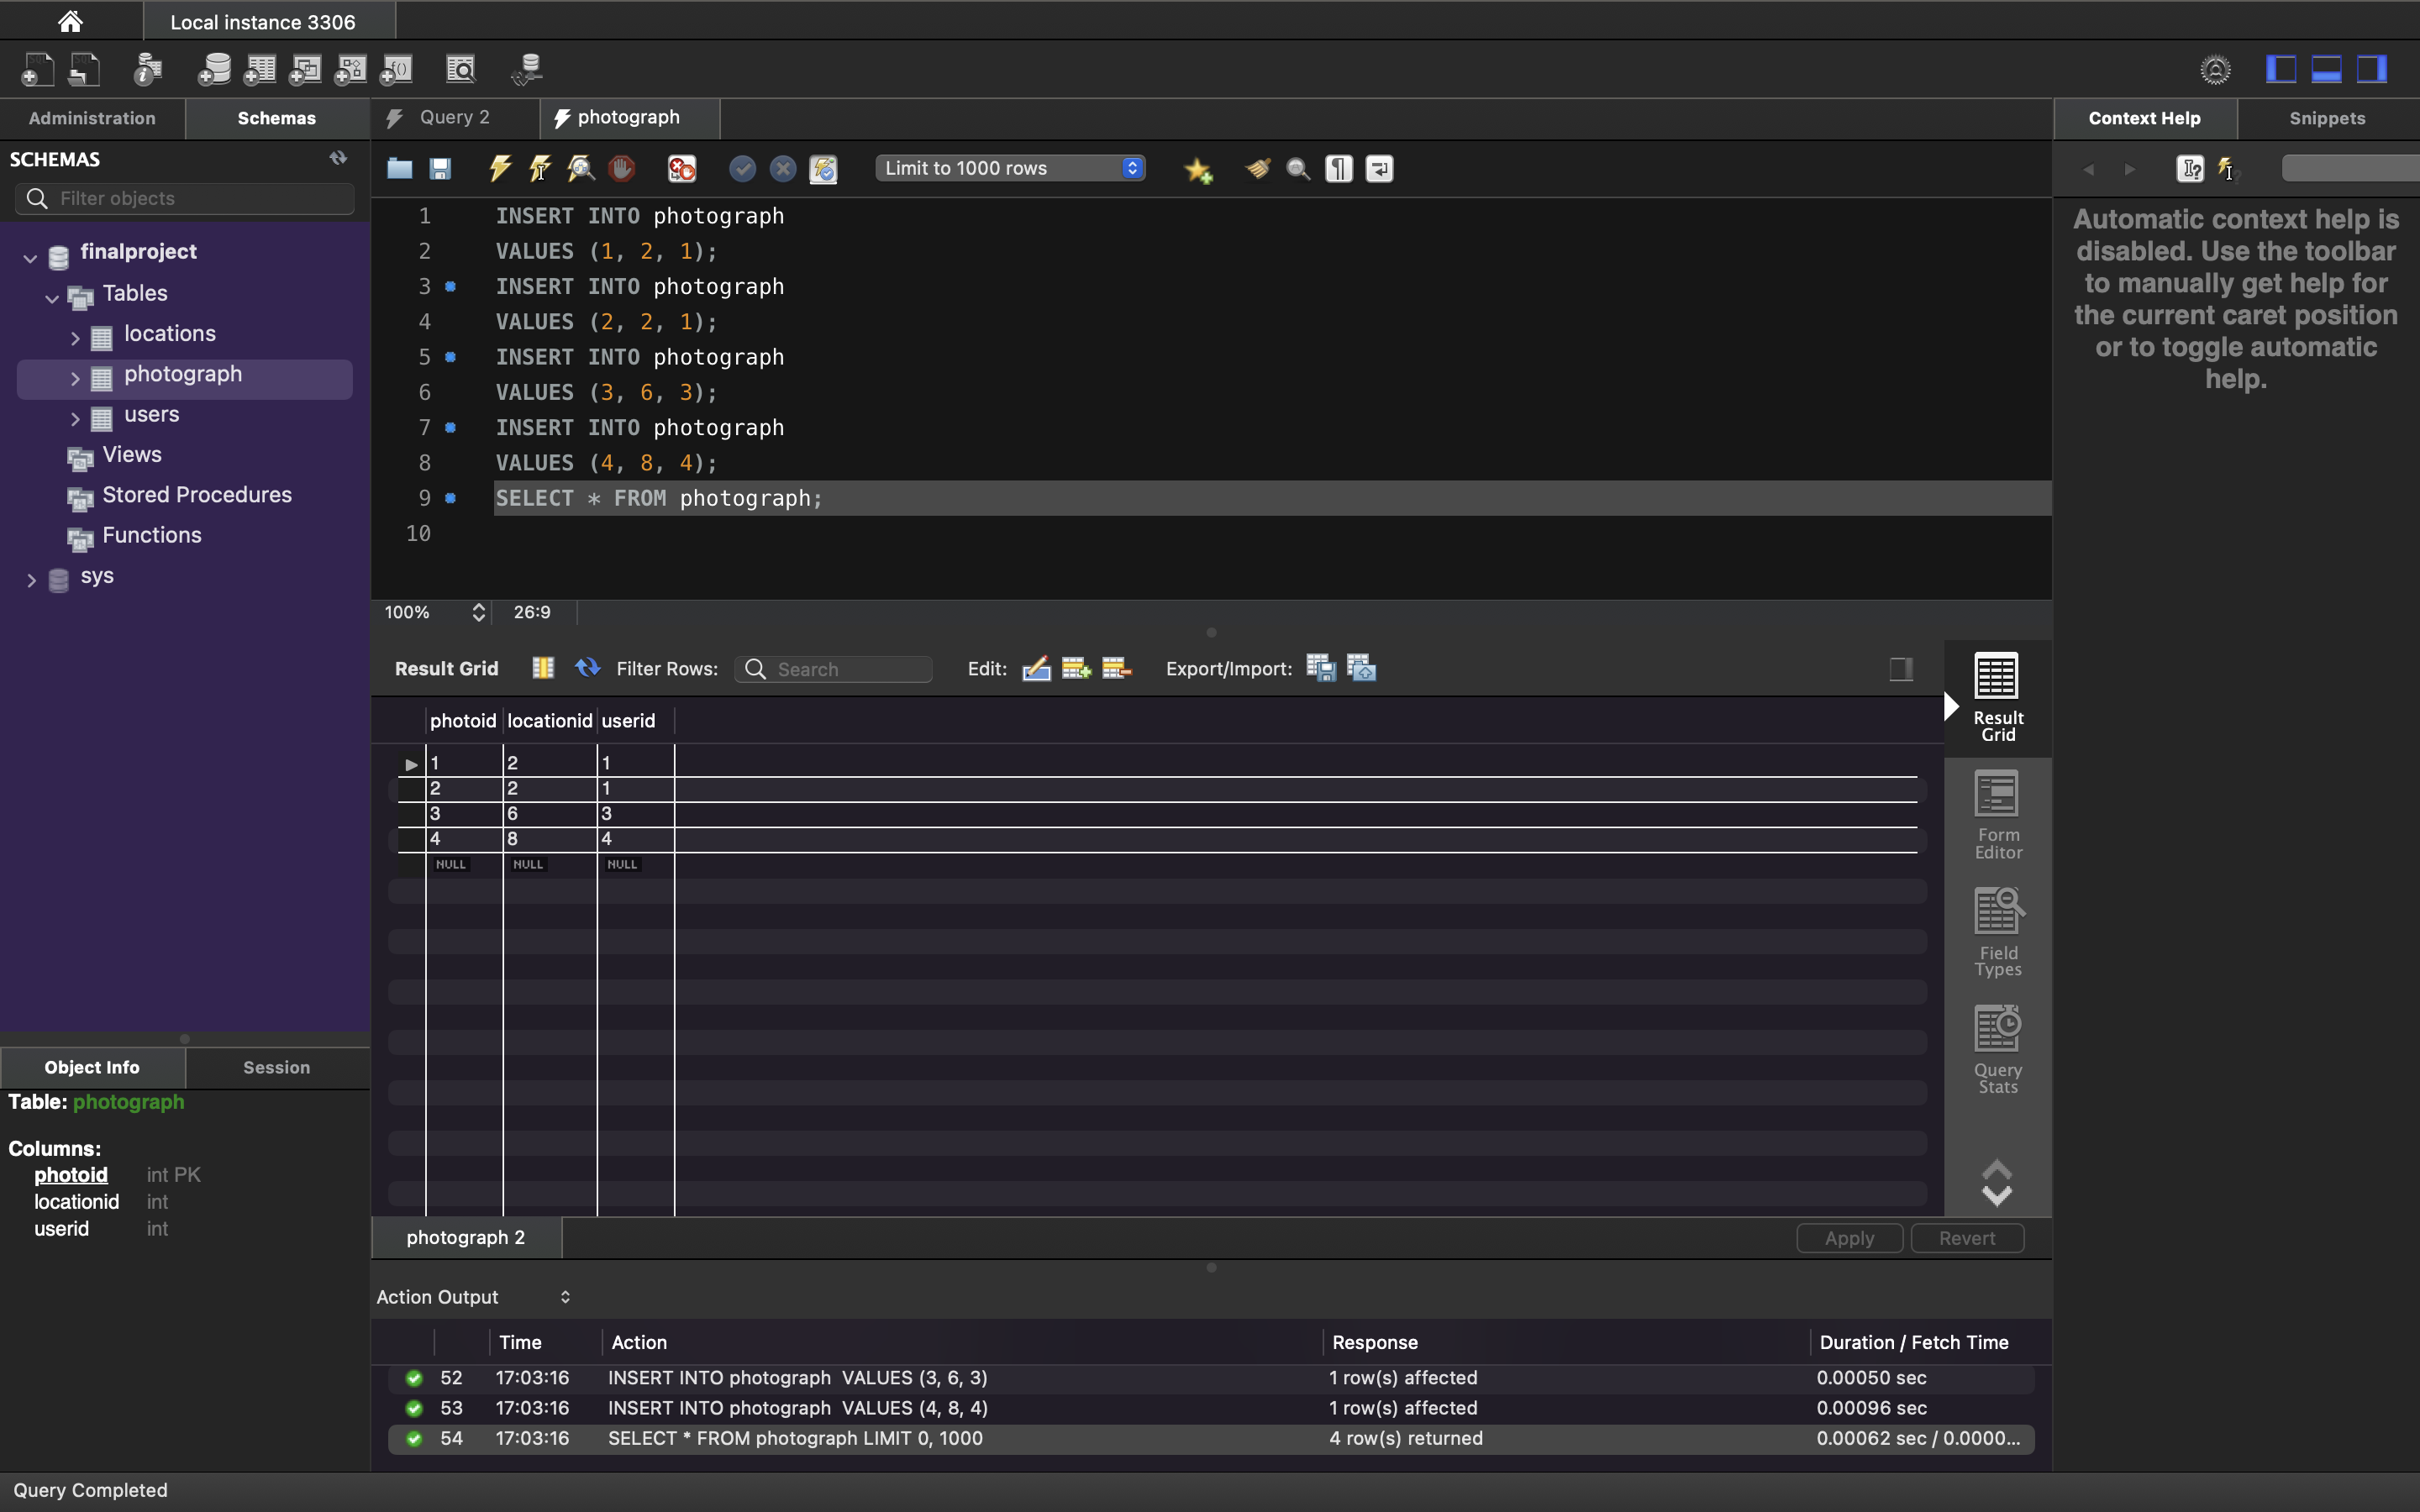 Local instance 3306
Administration
Schemas
Query 2
photograph
Context Help
Snippets
SCHEMAS
Filter objects
Limit to 1000 rows
finalproject
Tables
locations
photograph
users
Views
Stored Procedures
Functions
sys
1 INSERT INTO photograph
2 VALUES (1, 2, 1);
3 INSERT INTO photograph
4 VALUES (2, 2, 1);
5 INSERT INTO photograph
6 VALUES (3, 6, 3);
7 INSERT INTO photograph
8 VALUES (4, 8, 4);
9 SELECT * FROM photograph;
10
Automatic context help is
disabled. Use the toolbar
to manually get help for
the current caret position
or to toggle automatic
help.
100% 26:9
Result Grid Filter Rows: Search Edit: Export/Import:
photoid locationid userid
1 2 1
2 2 1
3 6 3
4 8 4
NULL NULL NULL
Result
Grid
Form
Editor
Field
Types
Query
Stats
Object Info
Session
Table: photograph
Columns:
photoid int PK
locationid int
userid int
photograph 2
Apply
Revert
Action Output
Time Action Response Duration / Fetch Time
52 17:03:16 INSERT INTO photograph VALUES (3, 6, 3) 1 row(s) affected 0.00050 sec
53 17:03:16 INSERT INTO photograph VALUES (4, 8, 4) 1 row(s) affected 0.00096 sec
54 17:03:16 SELECT * FROM photograph LIMIT 0, 1000 4 row(s) returned 0.00062 sec / 0.0000...
Query Completed